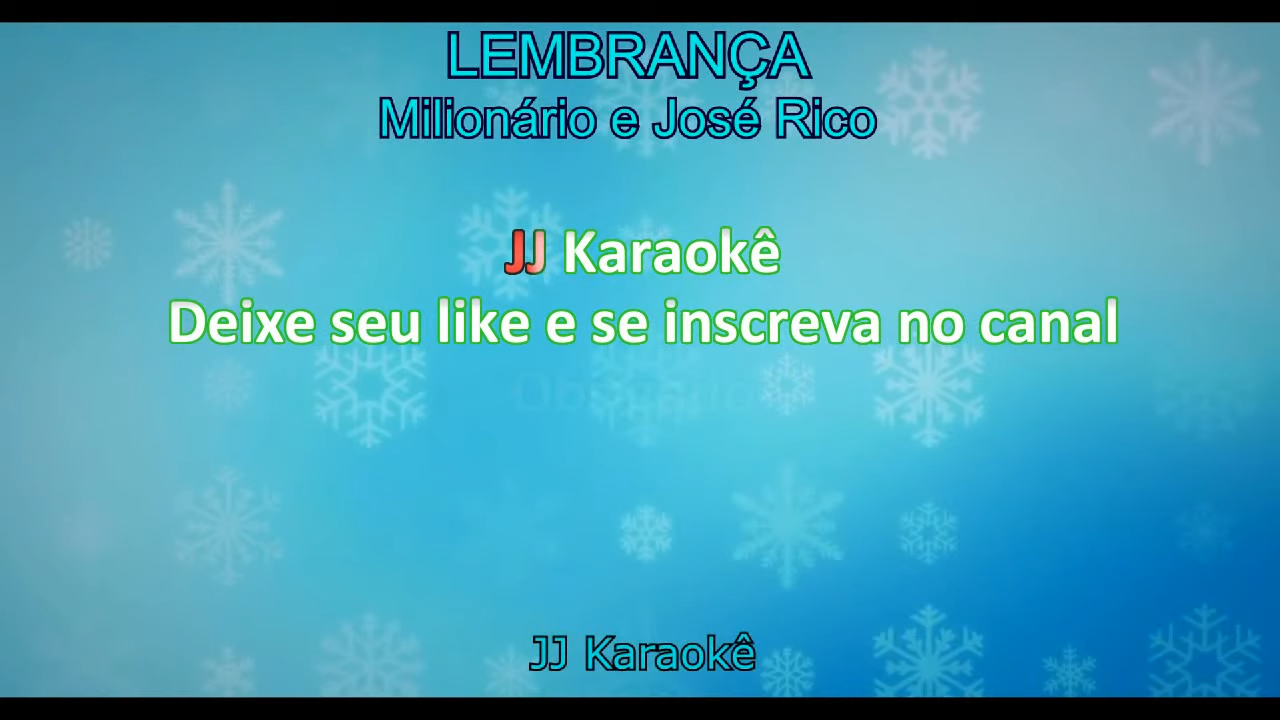 LEMBRANÇA
Milionário e José Rico
JJ Karaokê
Deixe seu like e se inscreva no canal
JJ Karaokê